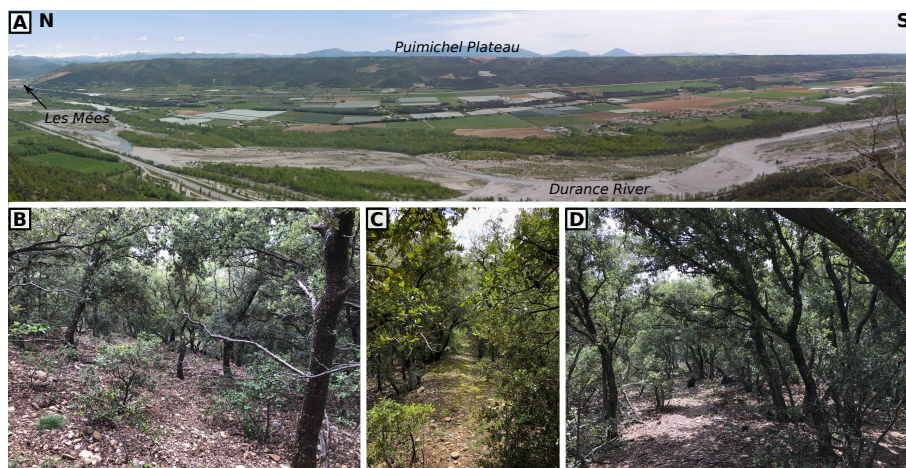 A N S
Puimichel Plateau
Les Mées
Durance River
B C D